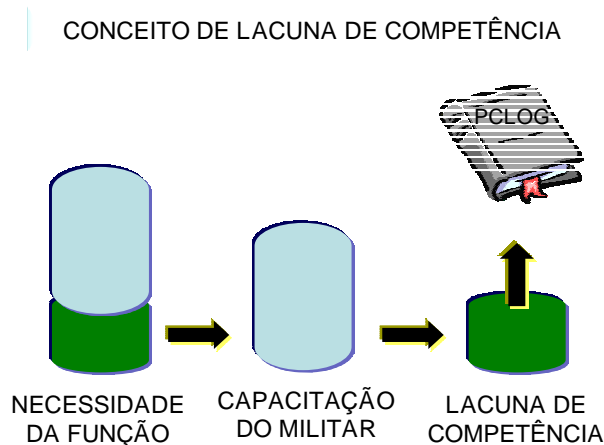 CONCEITO DE LACUNA DE COMPETÊNCIA
PCLOG
NECESSIDADE
DA FUNÇÃO
CAPACITAÇÃO
DO MILITAR
LACUNA DE
COMPETÊNCIA